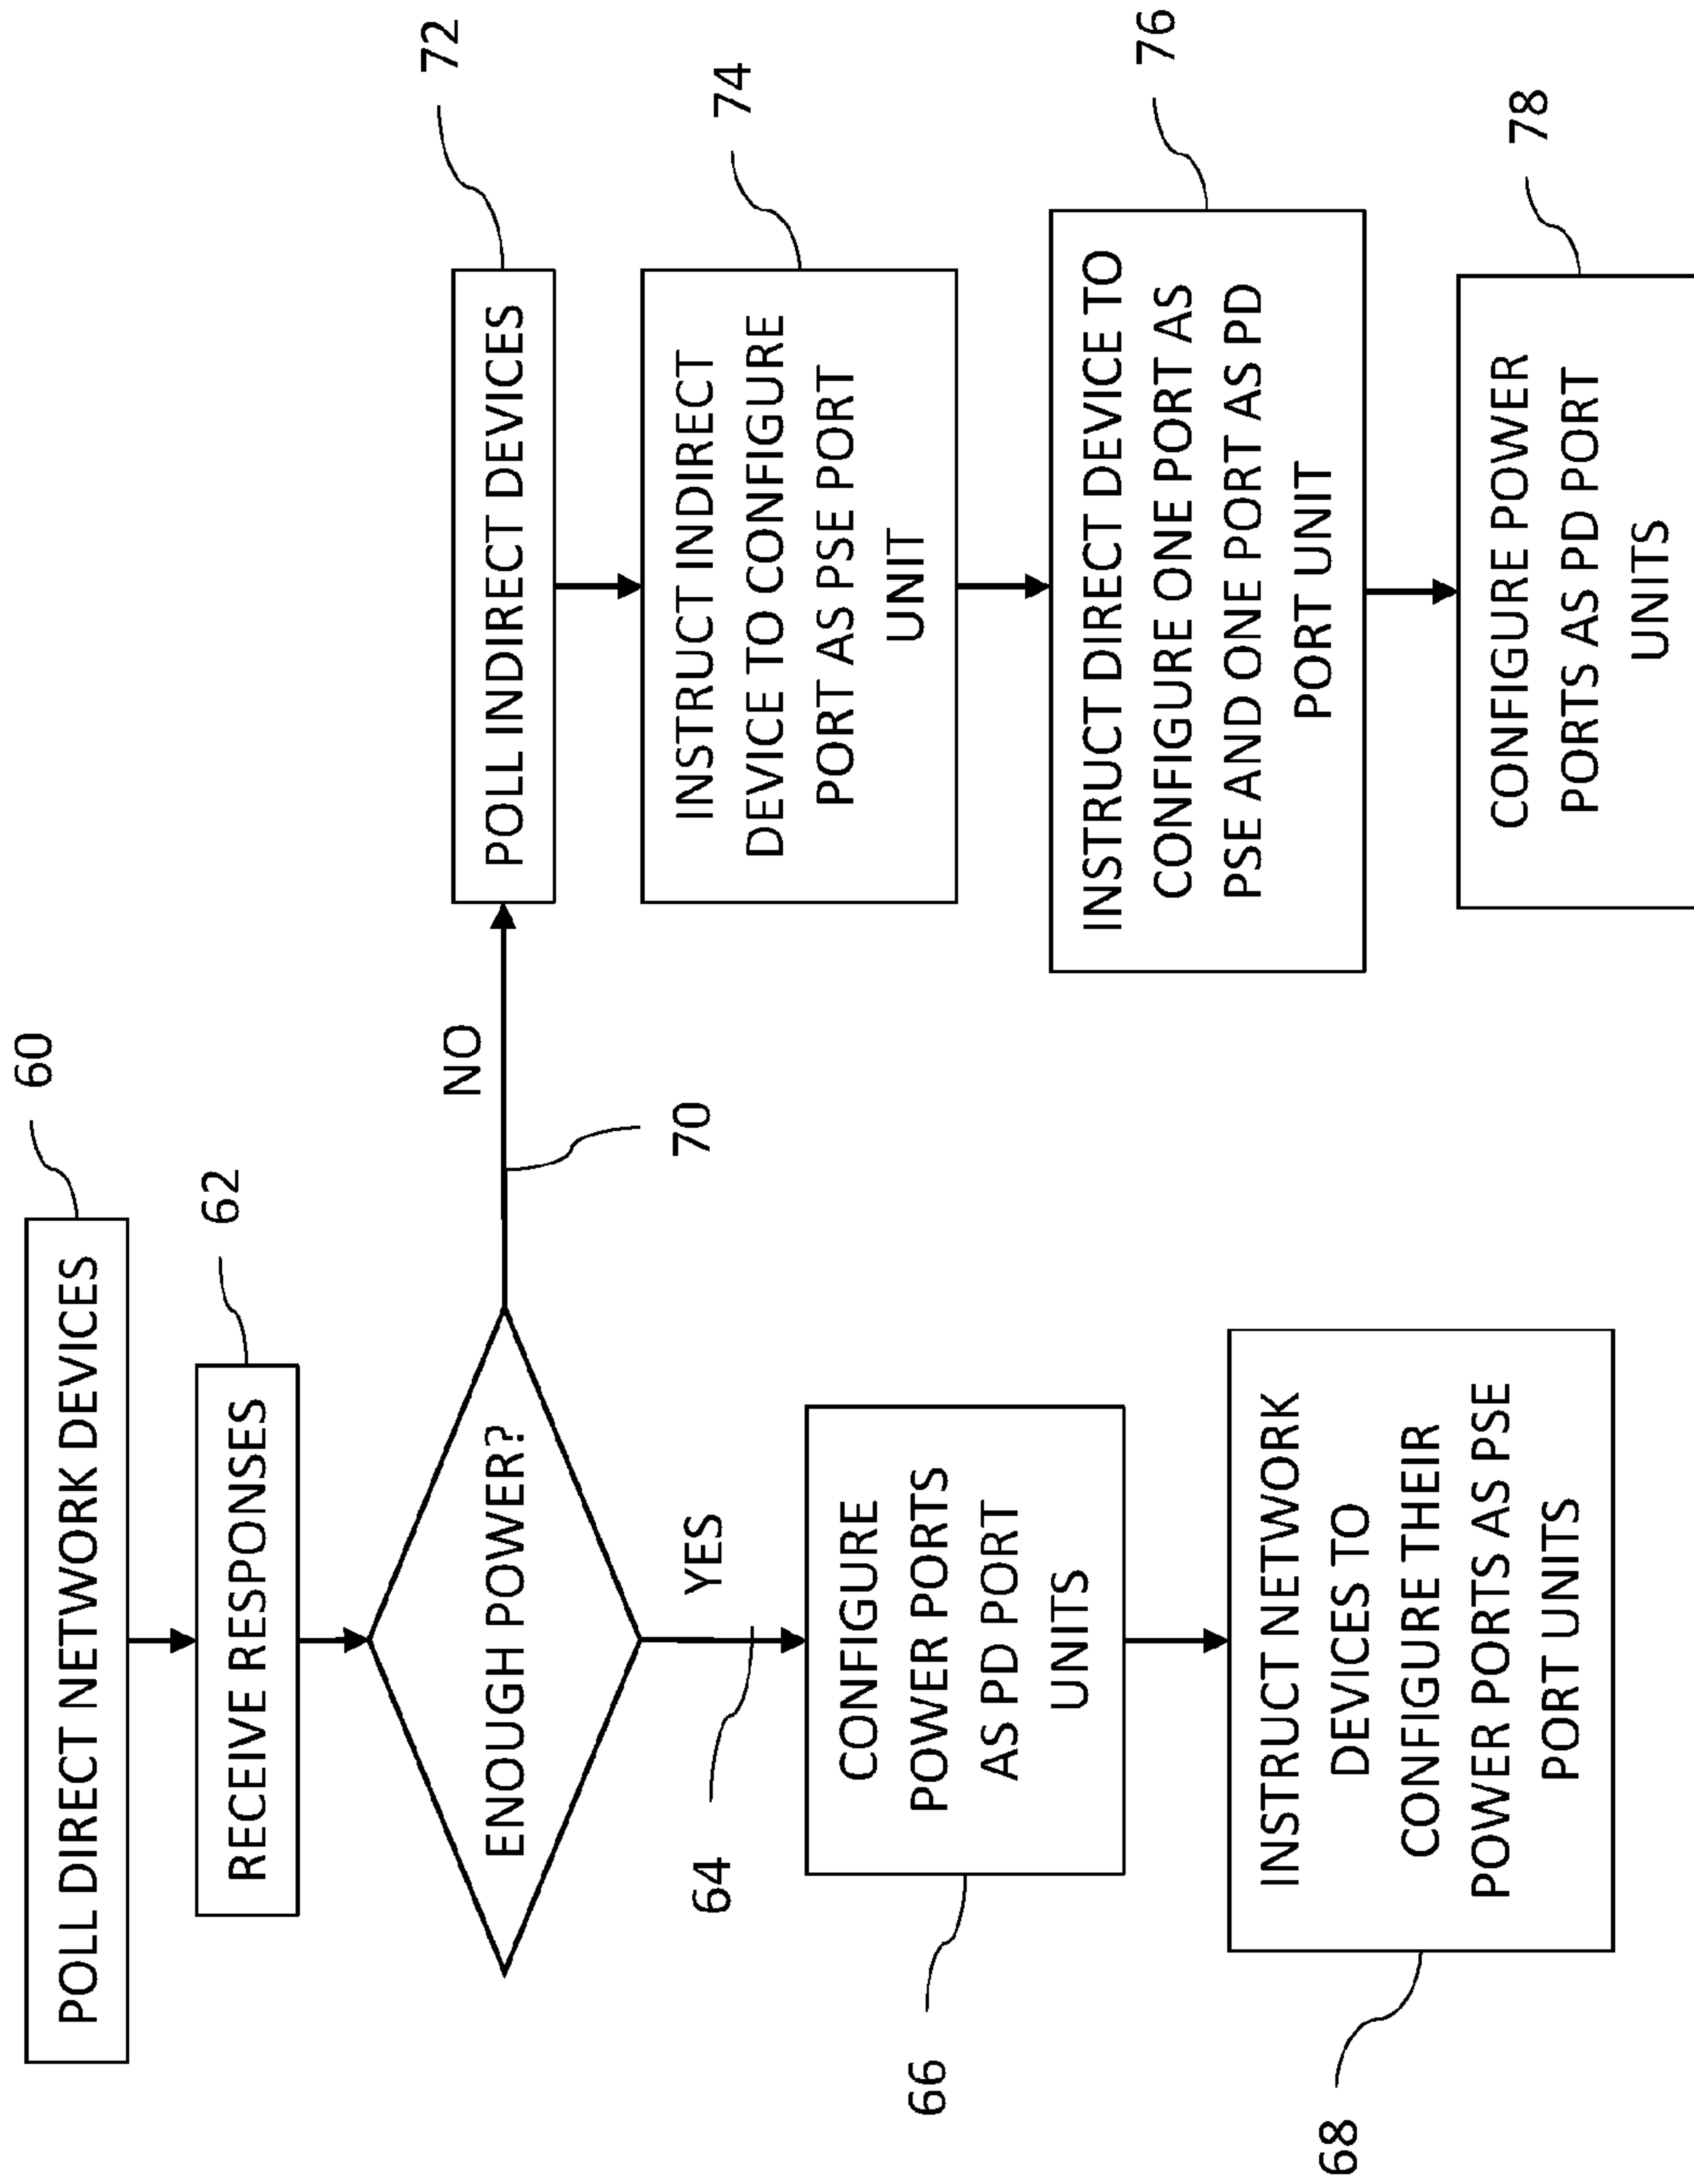 POLL DIRECT NETWORK DEVICES
60
RECEIVE RESPONSES
62
ENOUGH POWER?
NO
70
YES
64
CONFIGURE
POWER PORTS
AS PD PORT
UNITS
66
INSTRUCT NETWORK
DEVICES TO
CONFIGURE THEIR
POWER PORTS AS PSE
PORT UNITS
68
POLL INDIRECT DEVICES
72
INSTRUCT INDIRECT
DEVICE TO CONFIGURE
PORT AS PSE PORT
UNIT
74
INSTRUCT DIRECT DEVICE TO
CONFIGURE ONE PORT AS
PSE AND ONE PORT AS PD
PORT UNIT
76
CONFIGURE POWER
PORTS AS PD PORT
UNITS
78